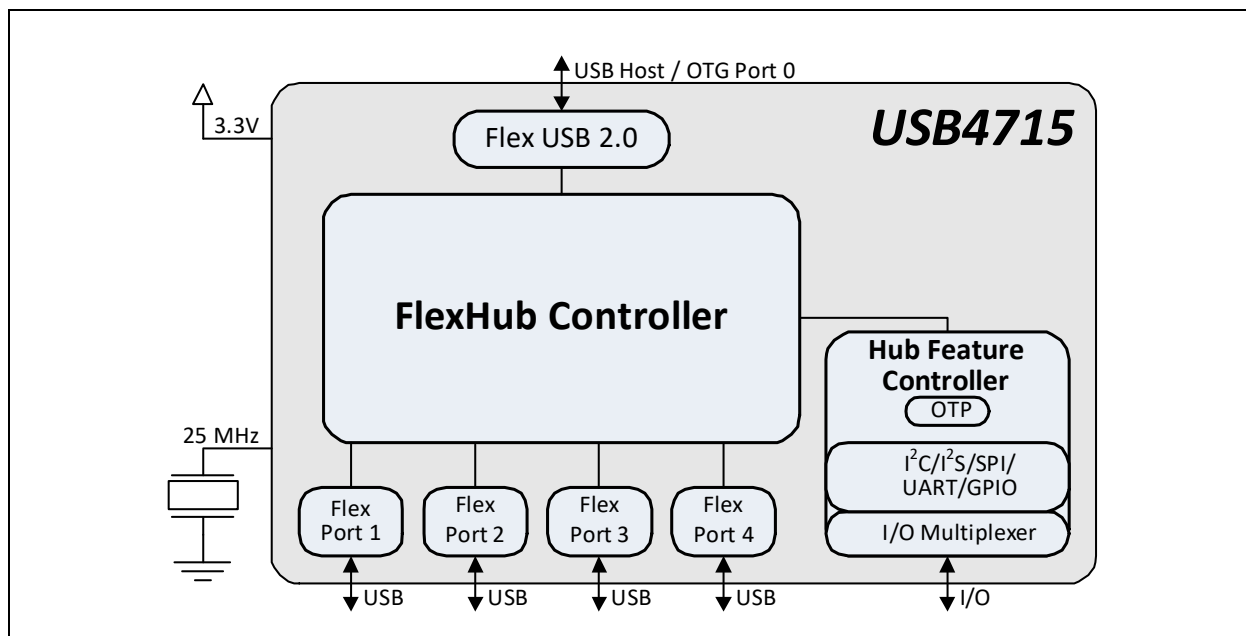 USB Host / OTG Port 0
3.3V
USB4715
Flex USB 2.0
FlexHub Controller
Hub Feature
Controller
OTP
25 MHz
I²C/I²S/SPI/
UART/GPIO
Flex
Port 1
Flex
Port 2
Flex
Port 3
Flex
Port 4
I/O Multiplexer
USB
USB
USB
USB
I/O